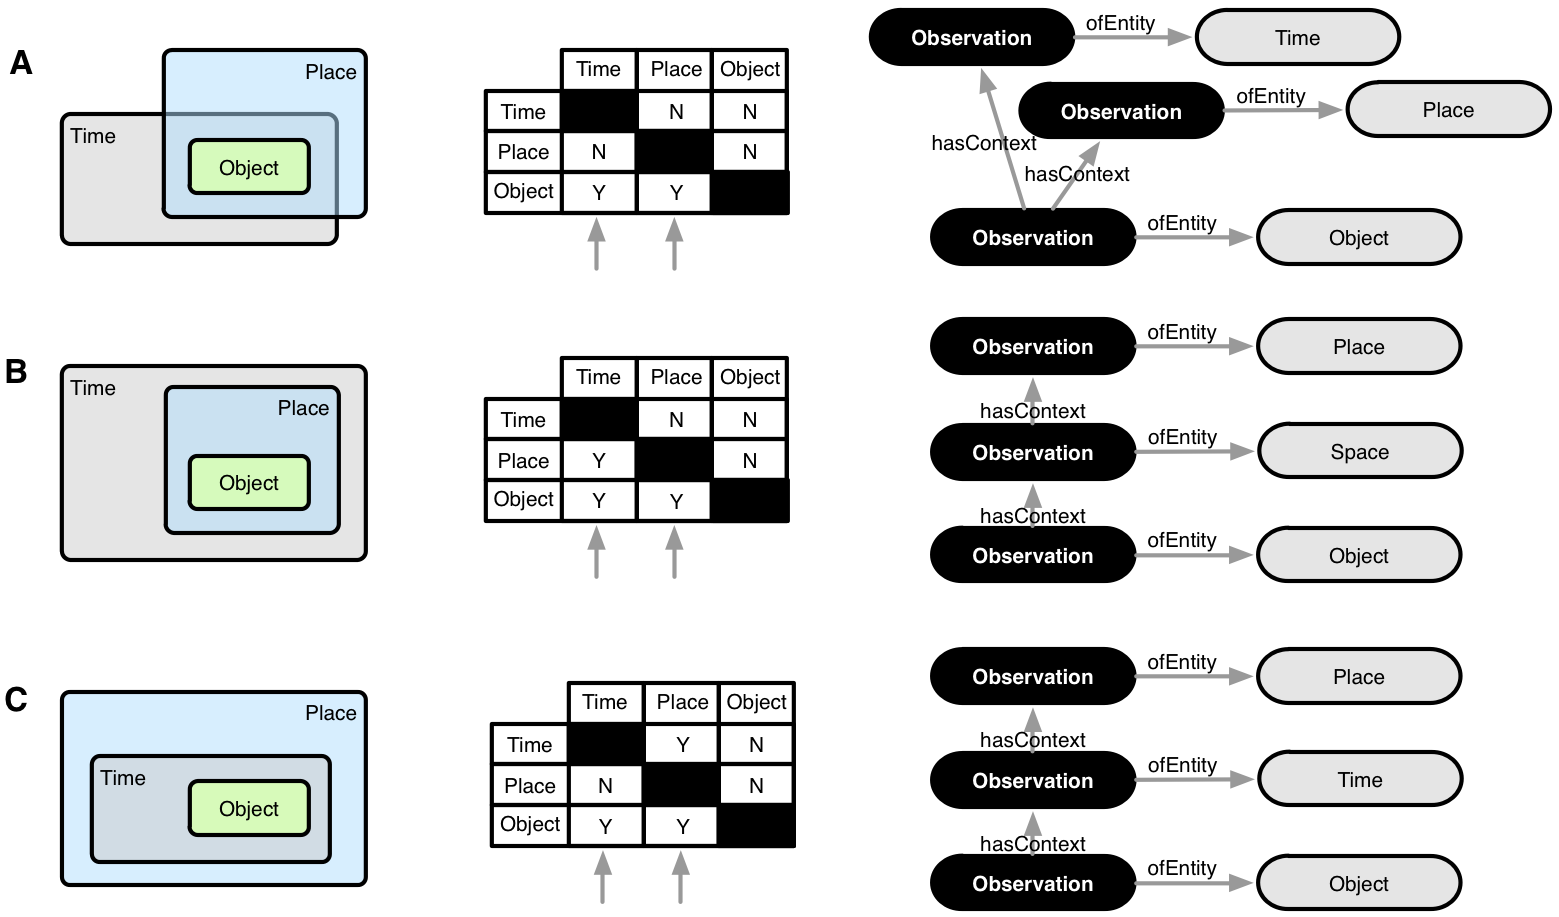 A
Place
Time
Object
Time Place Object
Time N N
Place N N
Object Y Y
Observation ofEntity Time
Observation ofEntity Place
hasContext
hasContext
Observation ofEntity Object
B
Time
Place
Object
Time Place Object
Time N N
Place Y N
Object Y Y
Observation ofEntity Place
hasContext
Observation ofEntity Space
hasContext
Observation ofEntity Object
C
Place
Time
Object
Time Place Object
Time Y N
Place N N
Object Y Y
Observation ofEntity Place
hasContext
Observation ofEntity Time
hasContext
Observation ofEntity Object